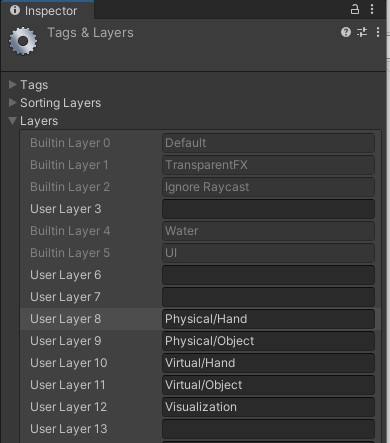 Inspector
Tags & Layers
Tags
Sorting Layers
Layers
Builtin Layer 0 Default
Builtin Layer 1 TransparentFX
Builtin Layer 2 Ignore Raycast
User Layer 3
Builtin Layer 4 Water
Builtin Layer 5 UI
User Layer 6
User Layer 7
User Layer 8 Physical/Hand
User Layer 9 Physical/Object
User Layer 10 Virtual/Hand
User Layer 11 Virtual/Object
User Layer 12 Visualization
User Layer 13